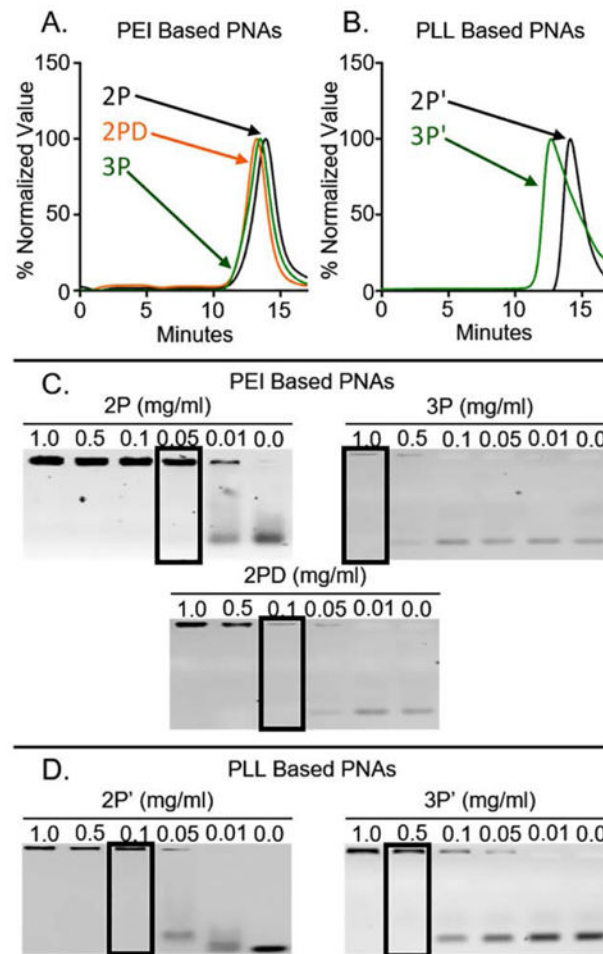 A.
PEI Based PNAs
150
100
50
0
% Normalized Value
2P
2PD
3P
0 5 10 15
Minutes
B.
PLL Based PNAs
150
100
50
0
% Normalized Value
2P'
3P'
0 5 10 15
Minutes
C.
PEI Based PNAs
2P (mg/ml)
1.0 0.5 0.1 0.05 0.01 0.0
3P (mg/ml)
1.0 0.5 0.1 0.05 0.01 0.0
2PD (mg/ml)
1.0 0.5 0.1 0.05 0.01 0.0
D.
PLL Based PNAs
2P' (mg/ml)
1.0 0.5 0.1 0.05 0.01 0.0
3P' (mg/ml)
1.0 0.5 0.1 0.05 0.01 0.0